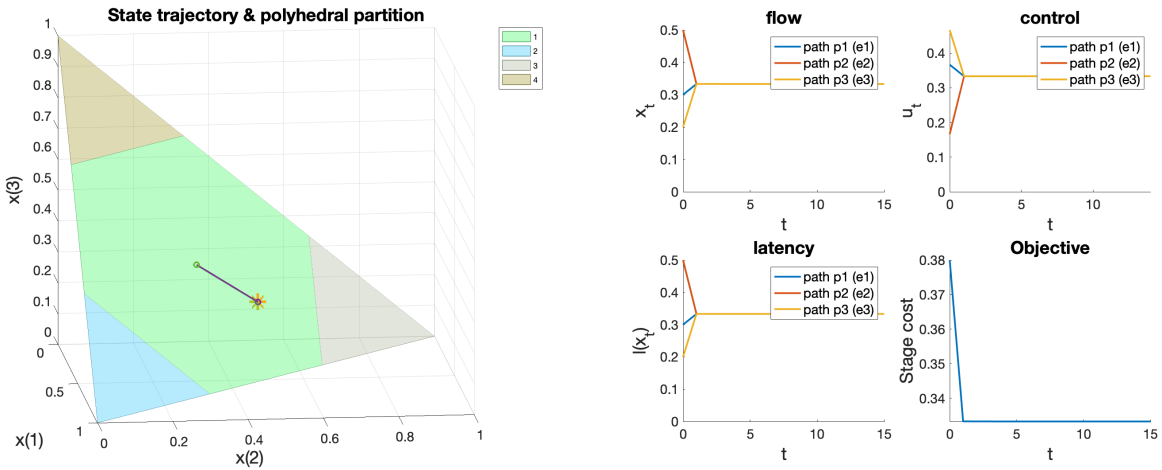 State trajectory & polyhedral partition
1
2
3
4
1
0.9
0.8
0.7
0.6
0.5
0.4
0.3
0.2
0.1
0
x(3)
0
0.5
1
x(1)
0
0.2
0.4
0.6
0.8
1
x(2)
flow
path p1 (e1)
path p2 (e2)
path p3 (e3)
0.5
0.4
0.3
0.2
0.1
0
x_t
0 5 10 15
t
control
path p1 (e1)
path p2 (e2)
path p3 (e3)
0.4
0.3
0.2
0.1
0
u_t
0 5 10
t
latency
path p1 (e1)
path p2 (e2)
path p3 (e3)
0.5
0.4
0.3
0.2
0.1
0
l(x_t)
0 5 10 15
t
Objective
0.38
0.37
0.36
0.35
0.34
Stage cost
0 5 10 15
t